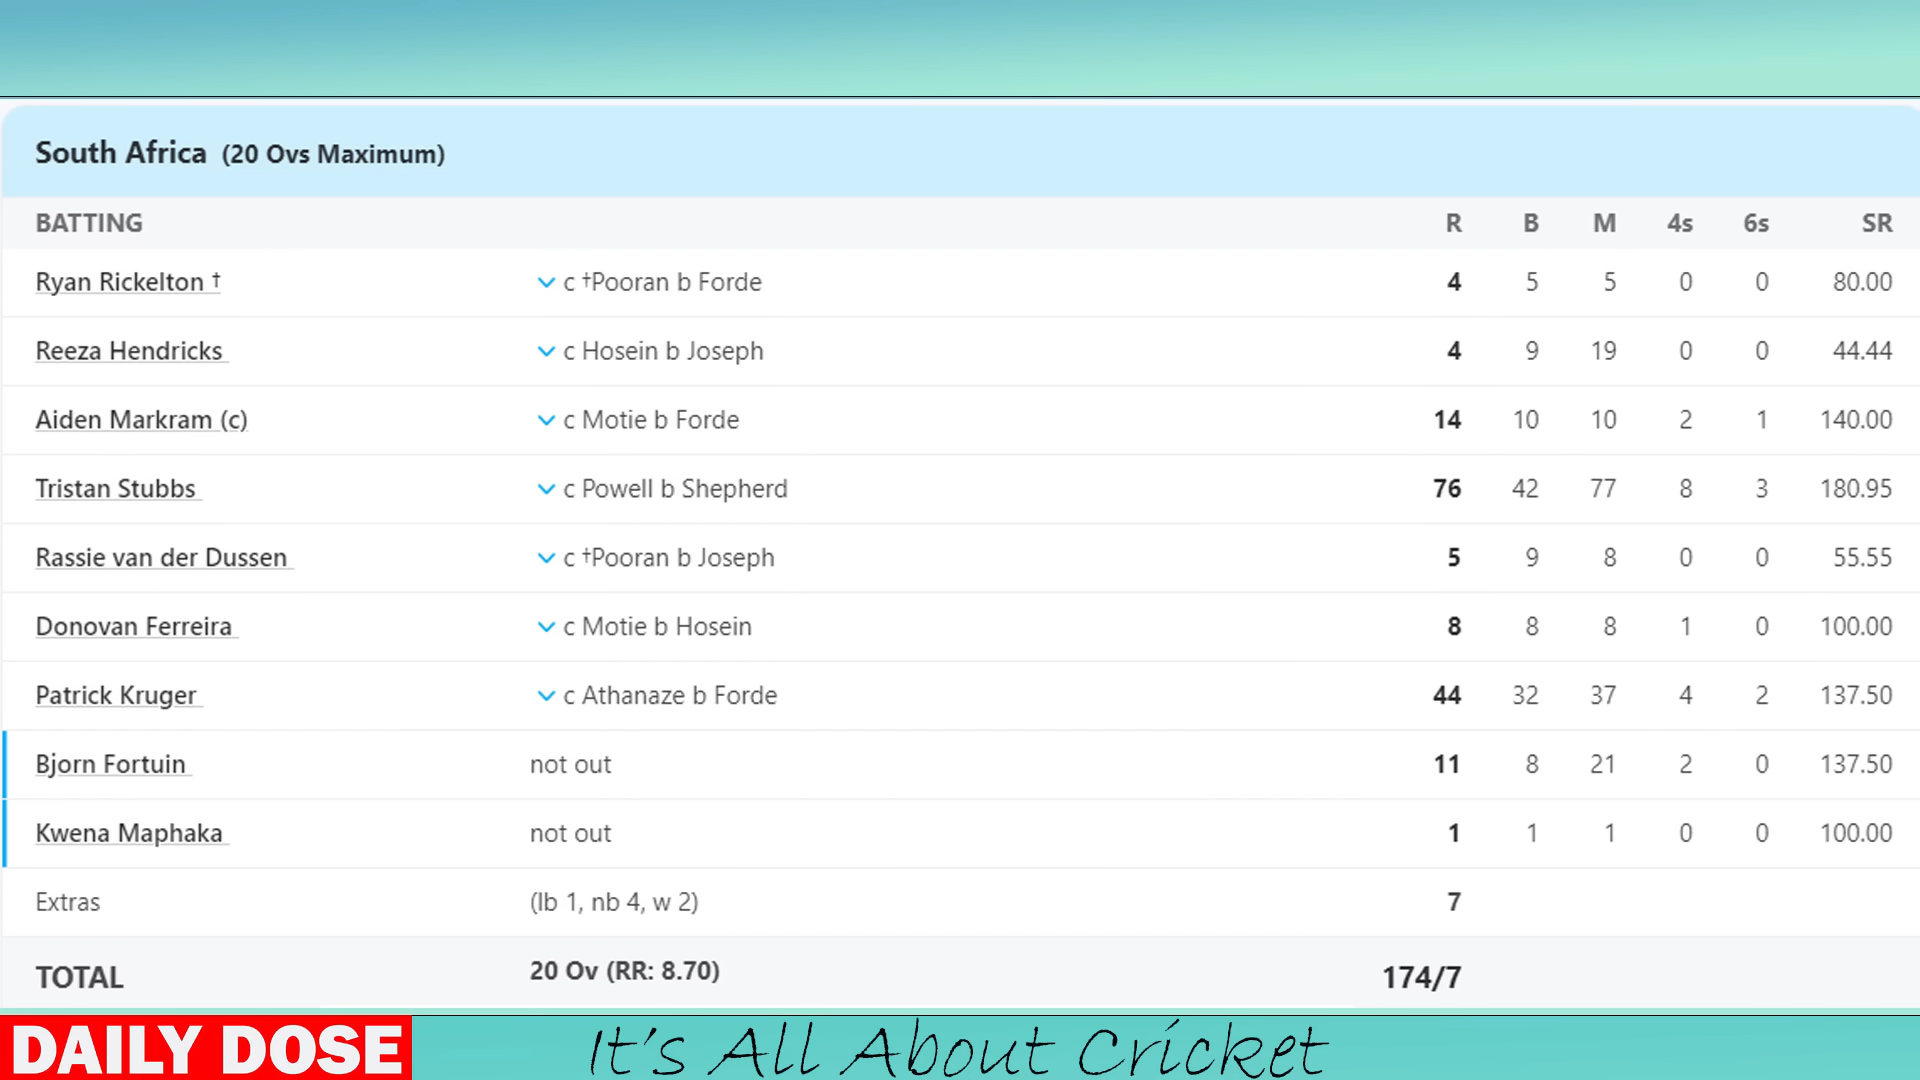 South Africa (20 Ovs Maximum)
BATTING R B M 4s 6s SR
Ryan Rickelton † c †Pooran b Forde 4 5 5 0 0 80.00
Reeza Hendricks c Hosein b Joseph 4 9 19 0 0 44.44
Aiden Markram (c) c Motie b Forde 14 10 10 2 1 140.00
Tristan Stubbs c Powell b Shepherd 76 42 77 8 3 180.95
Rassie van der Dussen c †Pooran b Joseph 5 9 8 0 0 55.55
Donovan Ferreira c Motie b Hosein 8 8 8 1 0 100.00
Patrick Kruger c Athanaze b Forde 44 32 37 4 2 137.50
Bjorn Fortuin not out 11 8 21 2 0 137.50
Kwena Maphaka not out 1 1 1 0 0 100.00
Extras (lb 1, nb 4, w 2) 7
TOTAL 20 Ov (RR: 8.70) 174/7
DAILY DOSE It's All About Cricket